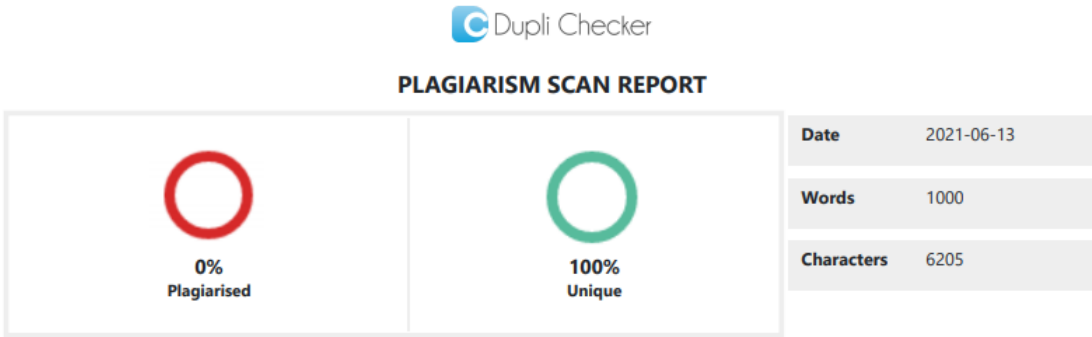 Dupli Checker
PLAGIARISM SCAN REPORT
0%
Plagiarised
100%
Unique
Date 2021-06-13
Words 1000
Characters 6205